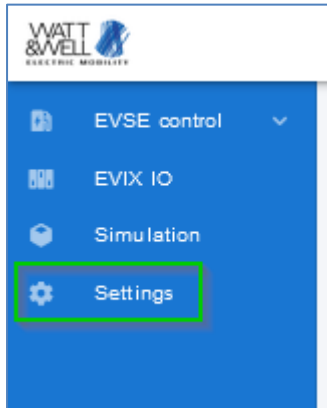 WATT
&WELL
ELECTRIC MOBILITY
EVSE control
EVIX IO
Simulation
Settings